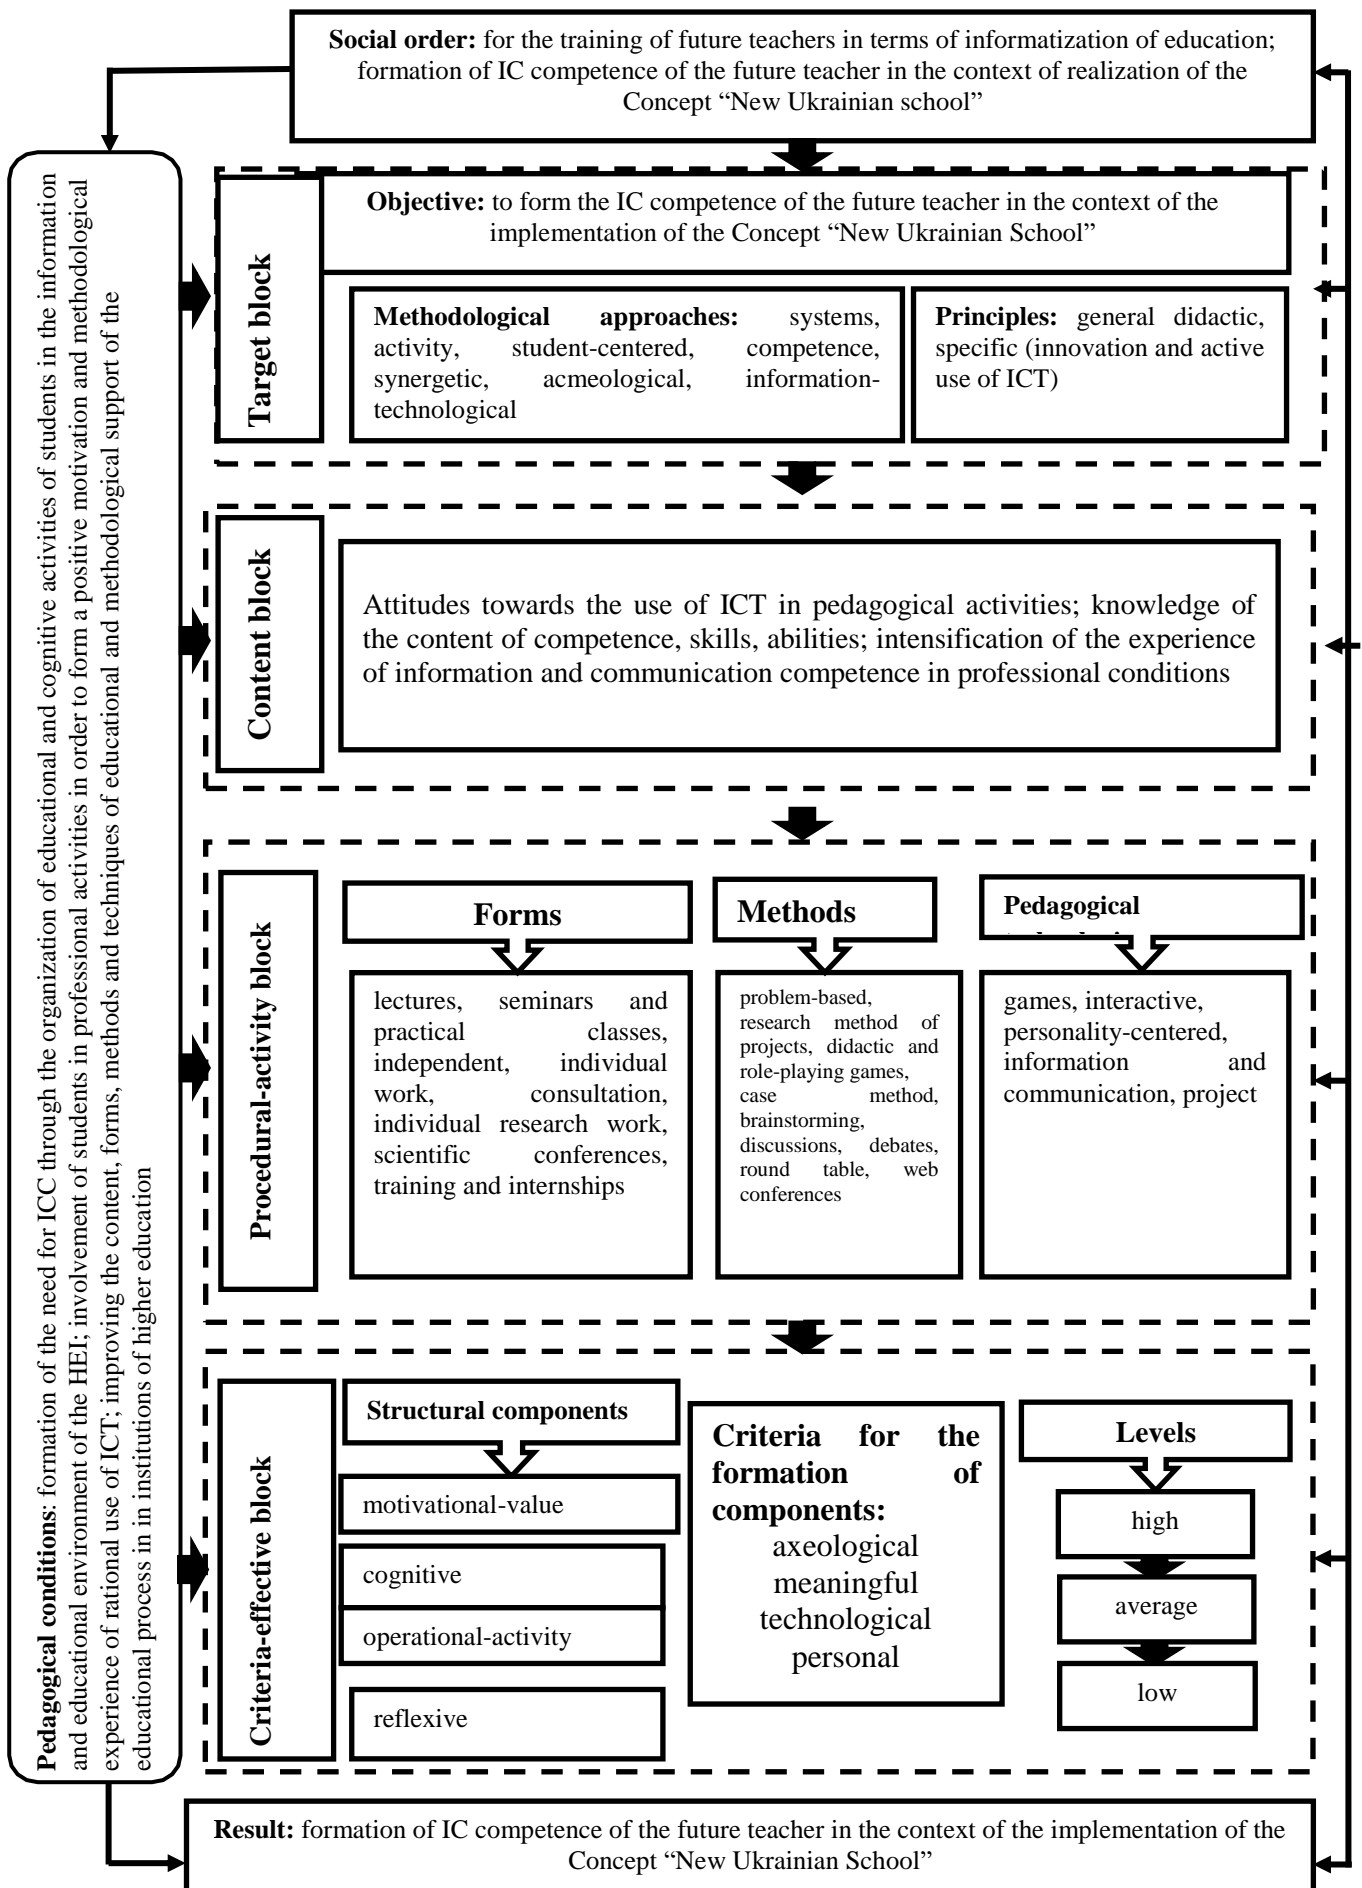 Social order: for the training of future teachers in terms of informatization of education;
formation of IC competence of the future teacher in the context of realization of the
Concept “New Ukrainian school”
Pedagogical conditions: formation of the need for ICC through the organization of educational and cognitive activities of students in the information
and educational environment of the HEI; involvement of students in professional activities in order to form a positive motivation and methodological
experience of rational use of ICT; improving the content, forms, methods and techniques of educational and methodological support of the
educational process in in institutions of higher education
Target block
Objective: to form the IC competence of the future teacher in the context of the
implementation of the Concept “New Ukrainian School”
Methodological approaches: systems,
activity, student-centered, competence,
synergetic, acmeological, information-
technological
Principles: general didactic,
specific (innovation and active
use of ICT)
Content block
Attitudes towards the use of ICT in pedagogical activities; knowledge of
the content of competence, skills, abilities; intensification of the experience
of information and communication competence in professional conditions
Procedural-activity block
Forms
lectures, seminars and
practical classes,
independent, individual
work, consultation,
individual research work,
scientific conferences,
training and internships
Methods
problem-based,
research method of
projects, didactic and
role-playing games,
case method,
brainstorming,
discussions, debates,
round table, web
conferences
Pedagogical
games, interactive,
personality-centered,
information and
communication, project
Criteria-effective block
Structural components
motivational-value
cognitive
operational-activity
reflexive
Criteria for the
formation of
components:
axeological
meaningful
technological
personal
Levels
high
average
low
Result: formation of IC competence of the future teacher in the context of the implementation of the
Concept “New Ukrainian School”